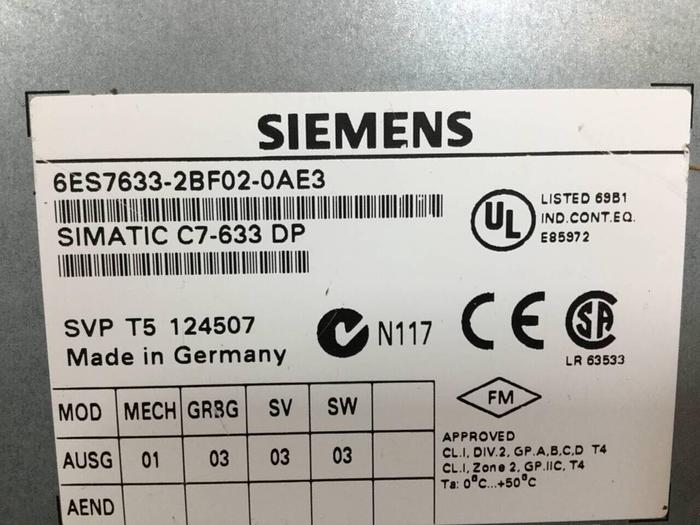 SIEMENS
6ES7633-2BF02-0AE3
SIMATIC C7-633 DP
UL
LISTED 69B1
IND.CONT.EQ.
E85972
SVP T5 124507
Made in Germany
N117
CE
SA
LR 63533
FM
APPROVED
CL.I, DIV.2, GP.A,B,C,D T4
CL.I, Zone 2, GP.IIC, T4
Ta: 0°C...+50°C
MOD MECH GRBG SV SW
AUSG 01 03 03 03
AEND